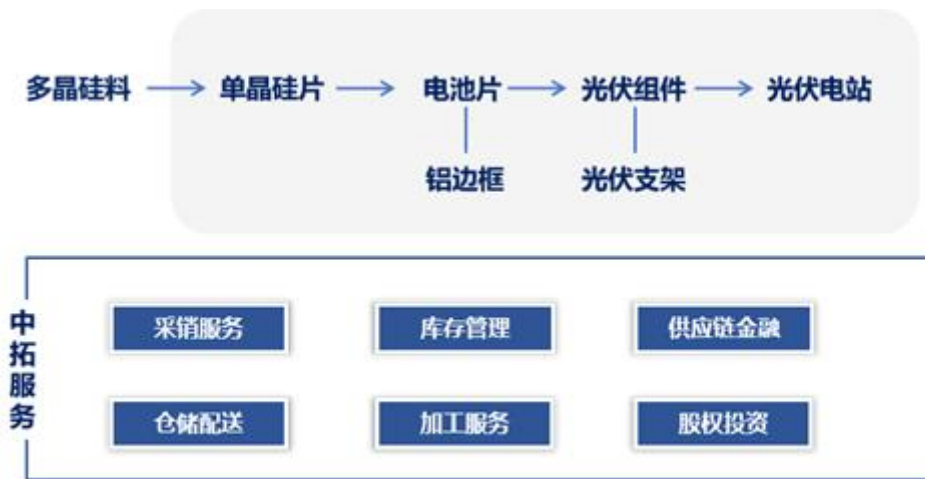 多晶硅料 单晶硅片 电池片 光伏组件 光伏电站
铝边框 光伏支架
中拓服务
采销服务 库存管理 供应链金融
仓储配送 加工服务 股权投资